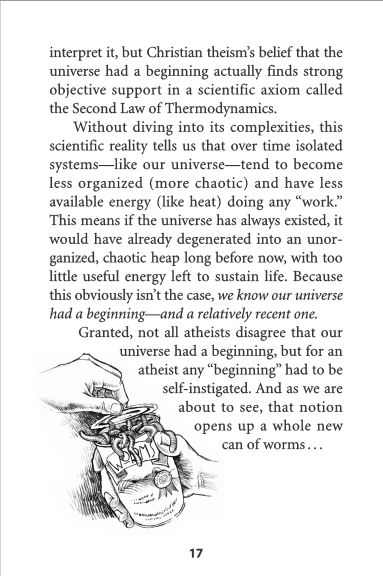 interpret it, but Christian theism’s belief that the
universe had a beginning actually finds strong
objective support in a scientific axiom called
the Second Law of Thermodynamics.
Without diving into its complexities, this
scientific reality tells us that over time isolated
systems—like our universe—tend to become
less organized (more chaotic) and have less
available energy (like heat) doing any “work.”
This means if the universe has always existed, it
would have already degenerated into an unor-
ganized, chaotic heap long before now, with too
little useful energy left to sustain life. Because
this obviously isn’t the case, we know our universe
had a beginning—and a relatively recent one.
Granted, not all atheists disagree that our
universe had a beginning, but for an
atheist any “beginning” had to be
self-instigated. And as we are
about to see, that notion
opens up a whole new
can of worms…
WORMS
17